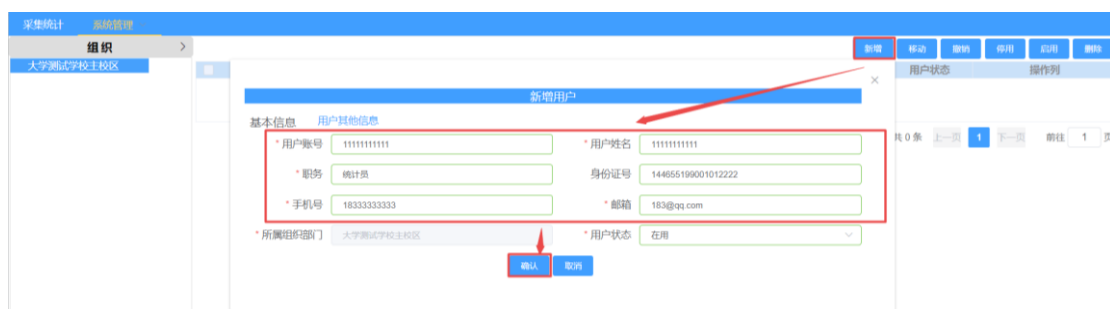 采集统计 系统管理
组织 >
新增 移动 撤销 停用 启用 删除
大学测试学校主校区
用户状态 操作列
新增用户
基本信息 用户其他信息
* 用户账号 11111111111 * 用户姓名 11111111111
共 0 条 上一页 1 下一页 前往 1 页
* 职务 统计员 身份证号 144655199001012222
* 手机号 18333333333 * 邮箱 183@qq.com
* 所属组织部门 大学测试学校主校区 * 用户状态 在用
确认 取消